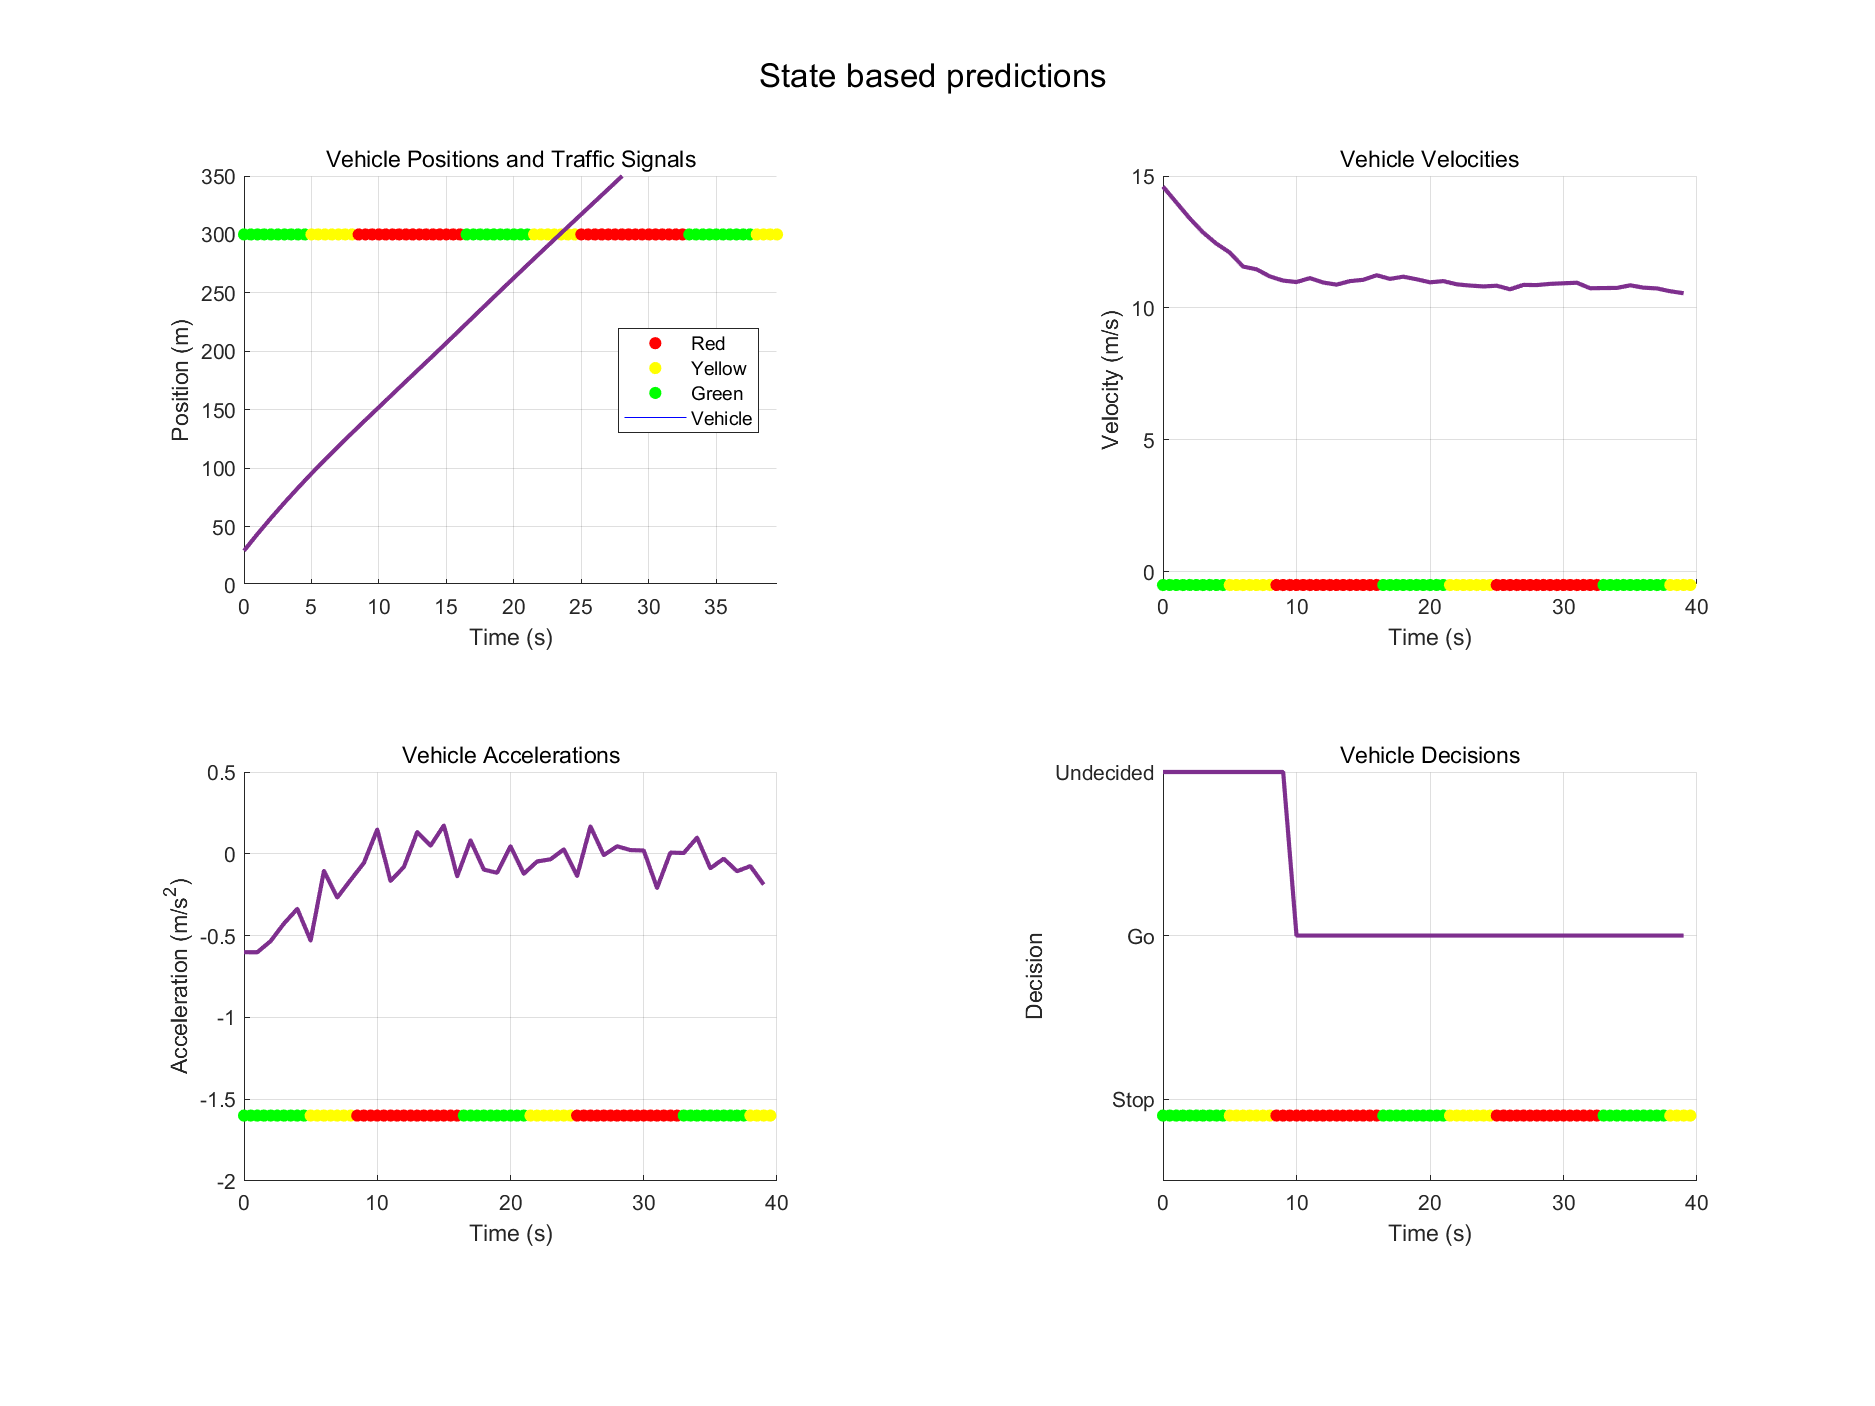 State based predictions
Vehicle Positions and Traffic Signals
350
300
250
200
150
100
50
0
Position (m)
0 5 10 15 20 25 30 35
Time (s)
Red
Yellow
Green
Vehicle
Vehicle Velocities
15
10
5
0
Velocity (m/s)
0 10 20 30 40
Time (s)
Vehicle Accelerations
0.5
0
-0.5
-1
-1.5
-2
Acceleration (m/s²)
0 10 20 30 40
Time (s)
Vehicle Decisions
Undecided
Go
Stop
Decision
0 10 20 30 40
Time (s)